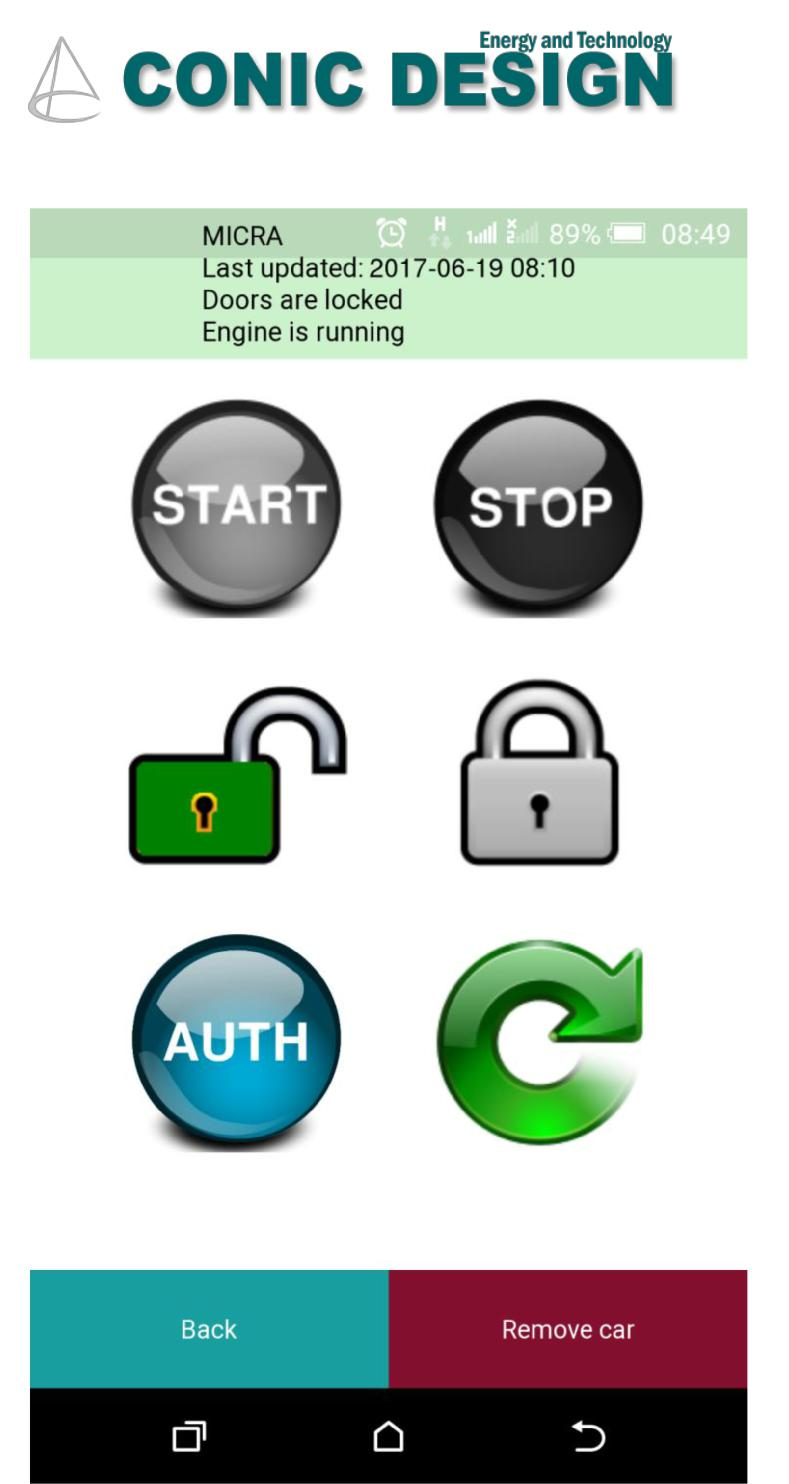 Energy and Technology
CONIC DESIGN
MICRA
H
X
2
89%
08:49
Last updated: 2017-06-19 08:10
Doors are locked
Engine is running
START
STOP
AUTH
Back
Remove car